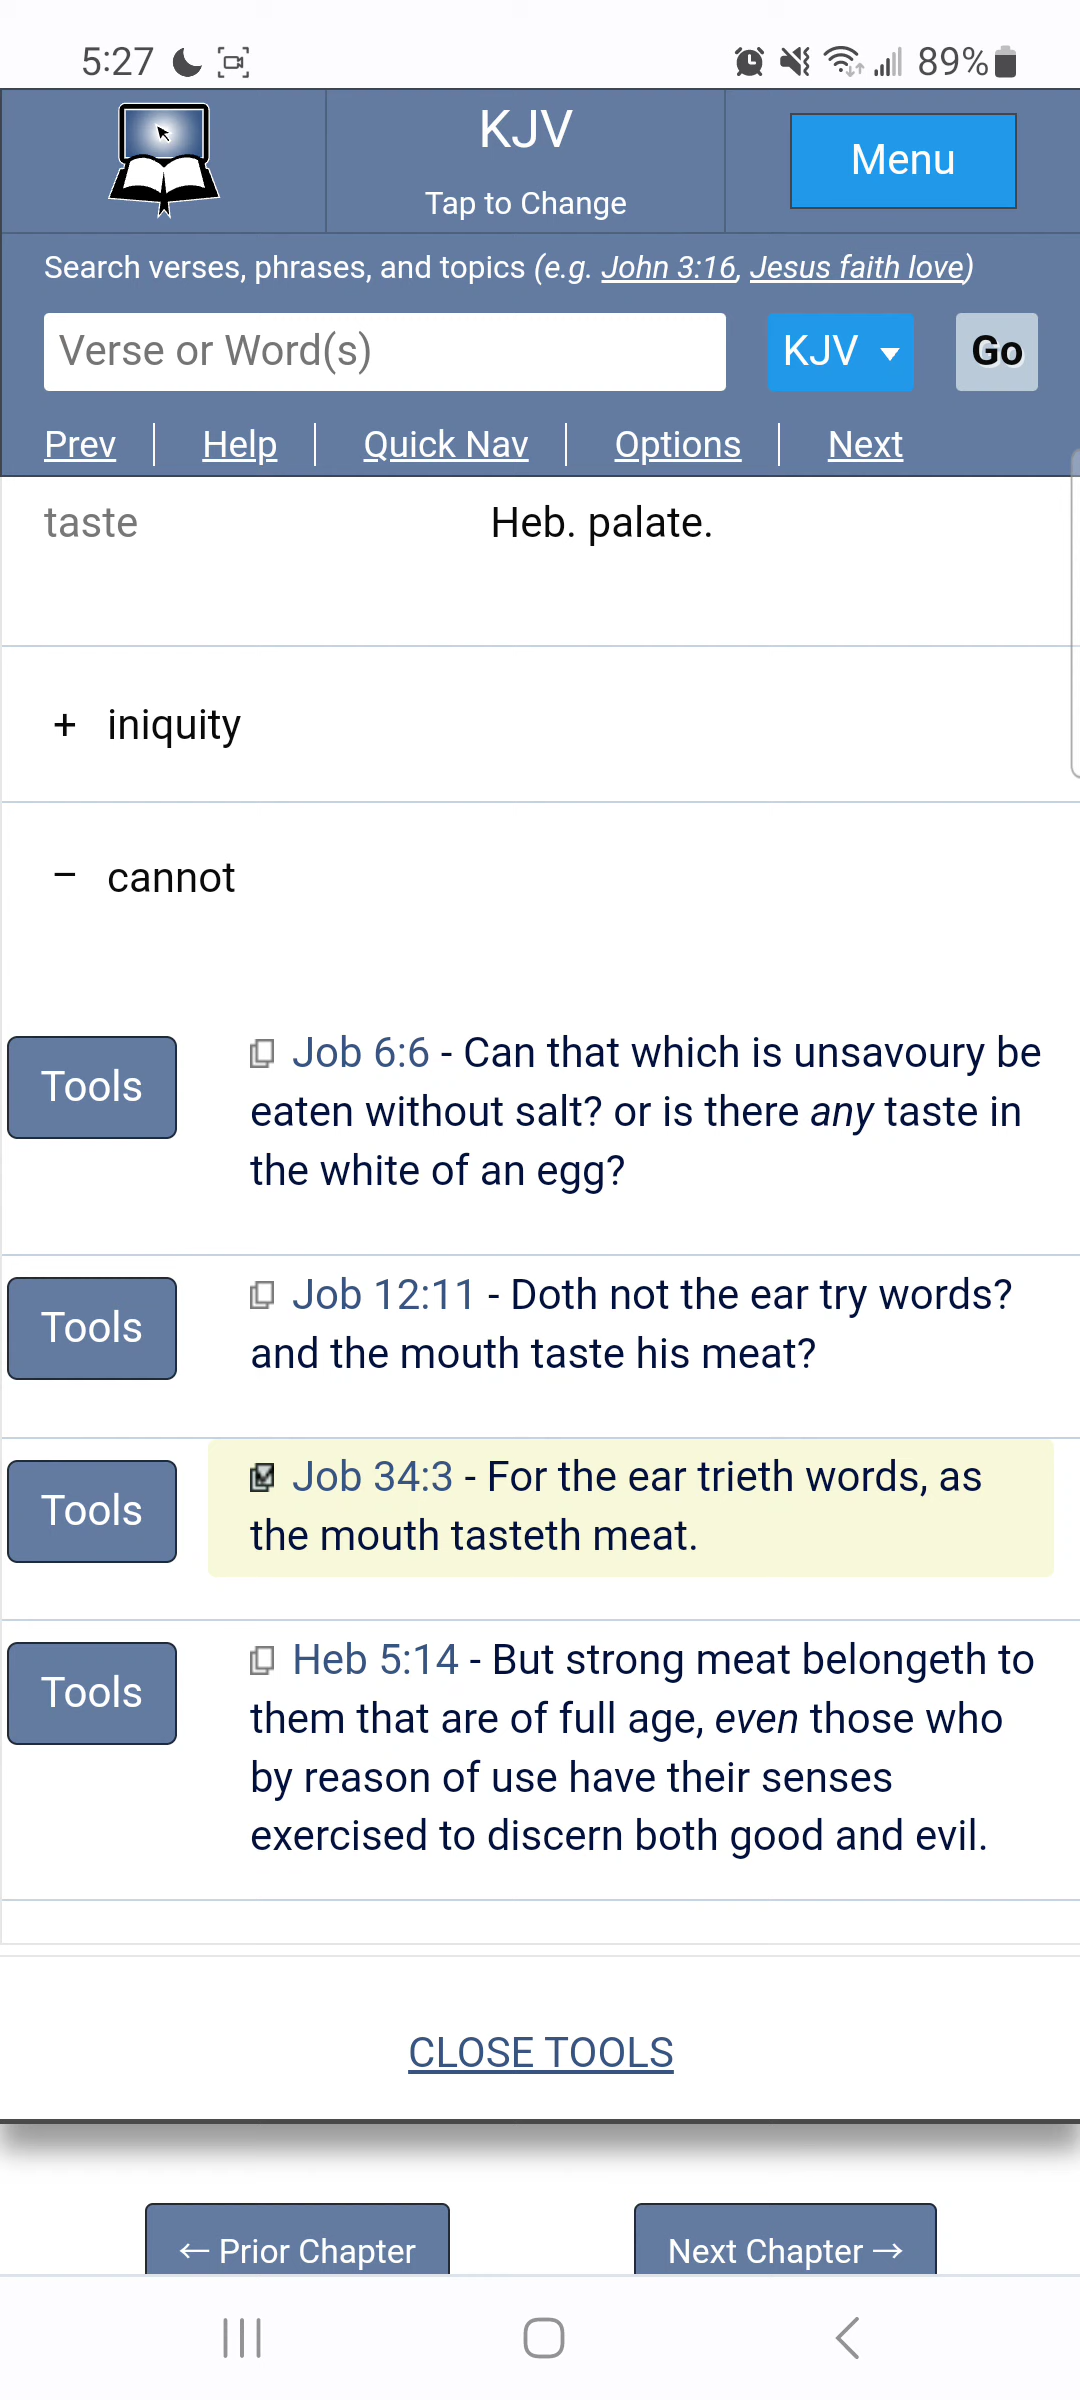 5:27
89%
KJV
Tap to Change
Menu
Search verses, phrases, and topics (e.g. John 3:16, Jesus faith love)
Verse or Word(s)
KJV
Go
Prev
Help
Quick Nav
Options
Next
taste Heb. palate.
+ iniquity
− cannot
Tools
Job 6:6 - Can that which is unsavoury be
eaten without salt? or is there any taste in
the white of an egg?
Tools
Job 12:11 - Doth not the ear try words?
and the mouth taste his meat?
Tools
Job 34:3 - For the ear trieth words, as
the mouth tasteth meat.
Tools
Heb 5:14 - But strong meat belongeth to
them that are of full age, even those who
by reason of use have their senses
exercised to discern both good and evil.
CLOSE TOOLS
← Prior Chapter
Next Chapter →